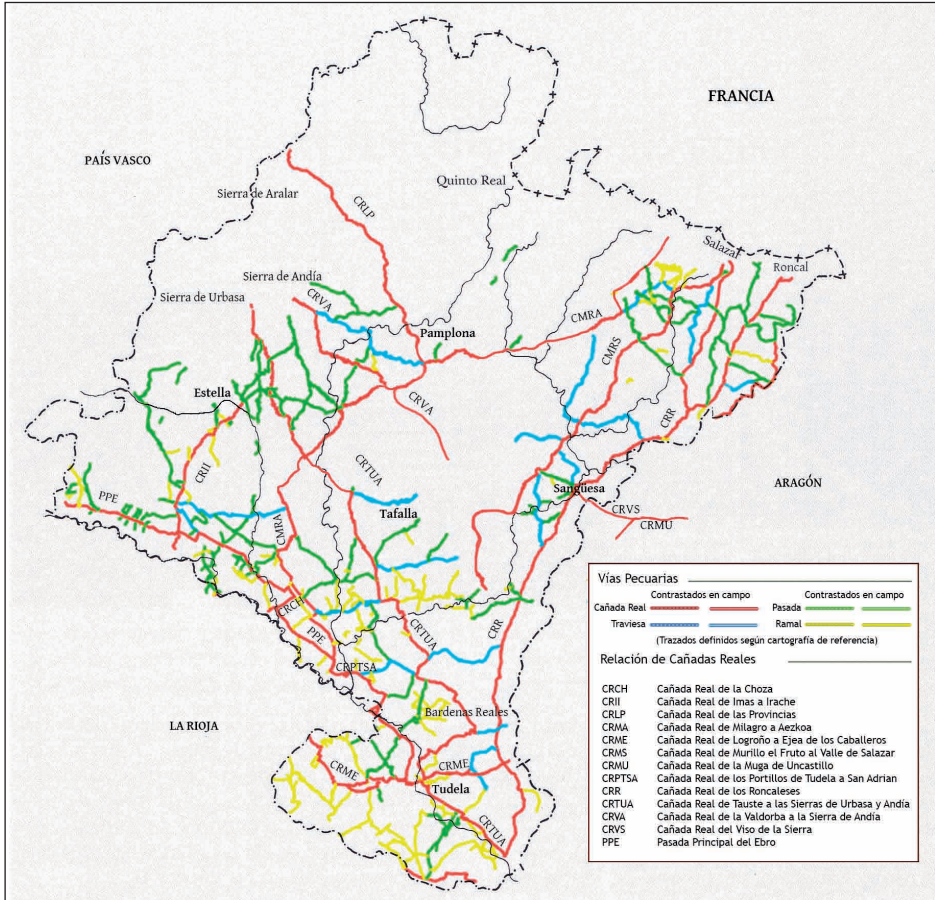 FRANCIA
PAÍS VASCO
Quinto Real
Sierra de Aralar
CRLP
Salazar
Roncal
Sierra de Andía
CRVA
Sierra de Urbasa
CMRA
Pamplona
CMRS
Estella
CRVA
CRR
CRII
CRTUA
ARAGÓN
Sangüesa
PPE
Tafalla
CRVS
CRMU
CMRA
CRCH
PPE
CRTUA
CRR
CRPTSA
Bardenas Reales
LA RIOJA
CRME
CRME
Tudela
CRTUA
Vías Pecuarias
Contrastados en campo Contrastados en campo
Cañada Real Pasada
Traviesa Ramal
(Trazados definidos según cartografía de referencia)
Relación de Cañadas Reales
CRCH Cañada Real de la Choza
CRII Cañada Real de Imas a Irache
CRLP Cañada Real de las Provincias
CRMA Cañada Real de Milagro a Aezkoa
CRME Cañada Real de Logroño a Ejea de los Caballeros
CRMS Cañada Real de Murillo el Fruto al Valle de Salazar
CRMU Cañada Real de la Muga de Uncastillo
CRPTSA Cañada Real de los Portillos de Tudela a San Adrian
CRR Cañada Real de los Roncaleses
CRTUA Cañada Real de Tauste a las Sierras de Urbasa y Andía
CRVA Cañada Real de la Valdorba a la Sierra de Andía
CRVS Cañada Real del Viso de la Sierra
PPE Pasada Principal del Ebro